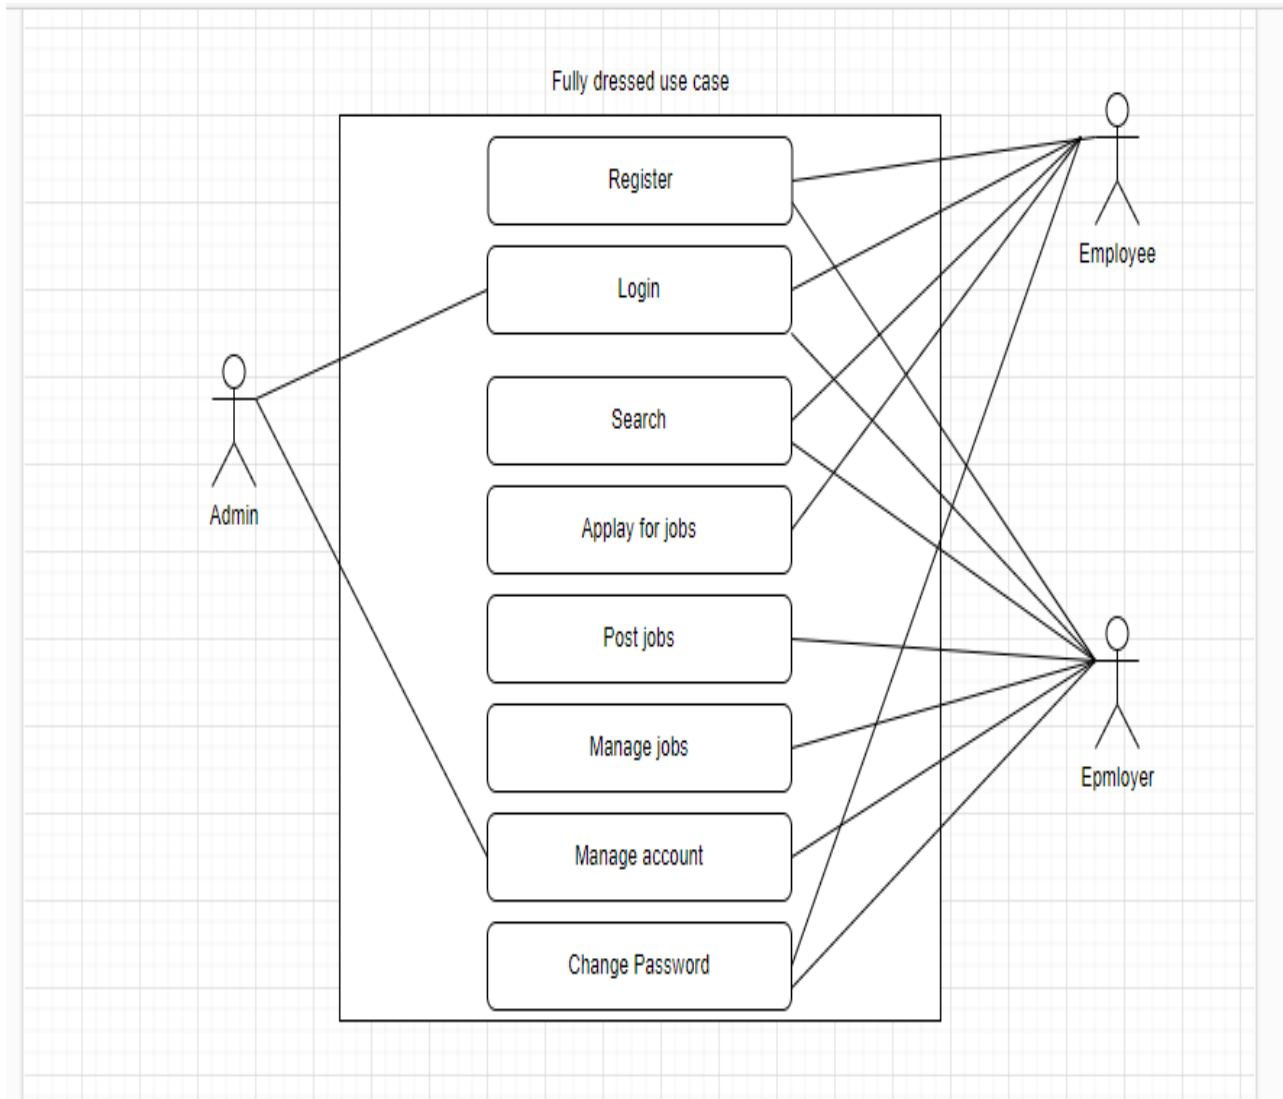 Fully dressed use case
Register
Employee
Login
Search
Admin
Applay for jobs
Post jobs
Manage jobs
Epmloyer
Manage account
Change Password